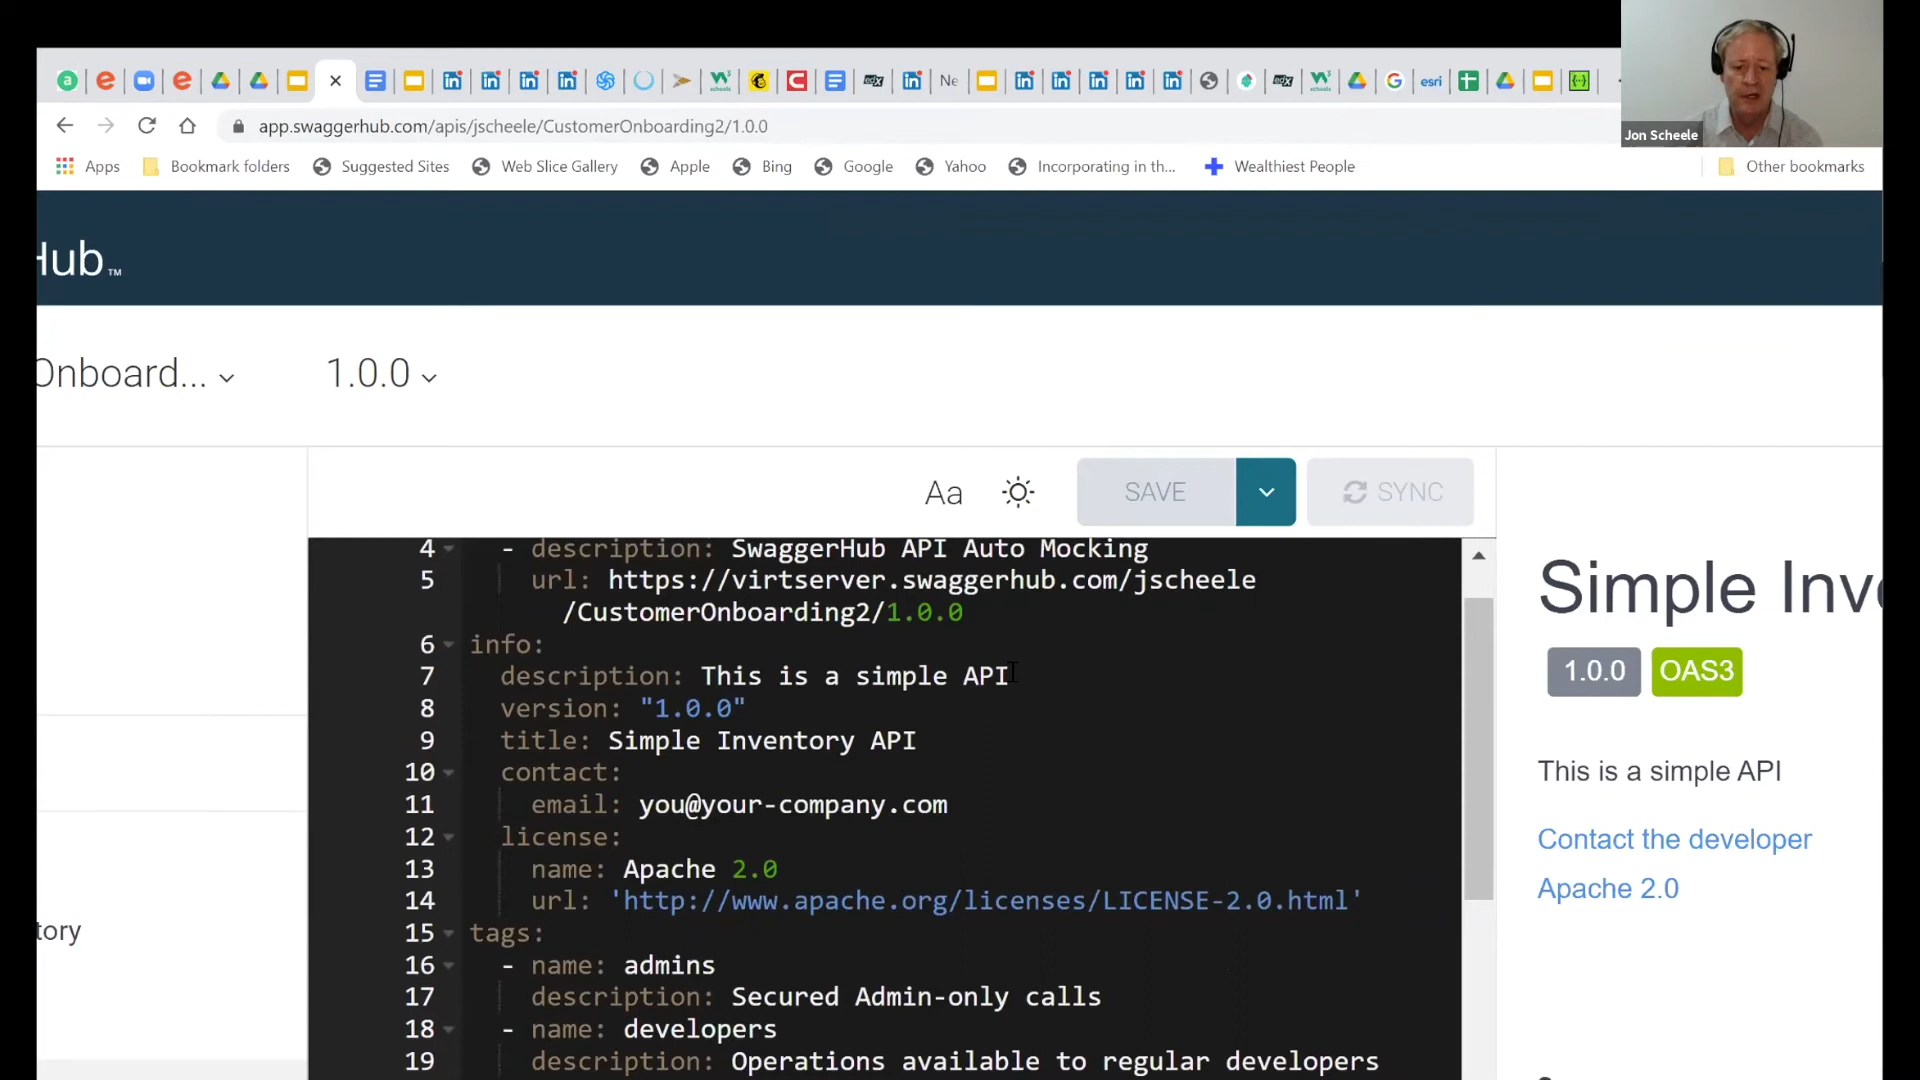 a
Ne
esri
app.swaggerhub.com/apis/jscheele/CustomerOnboarding2/1.0.0
Jon Scheele
Apps Bookmark folders Suggested Sites Web Slice Gallery Apple Bing Google Yahoo Incorporating in th... Wealthiest People Other bookmarks
Hub™
Onboard... 1.0.0
Aa SAVE SYNC
4 - description: SwaggerHub API Auto Mocking
5 url: https://virtserver.swaggerhub.com/jscheele
/CustomerOnboarding2/1.0.0
6 info:
7 description: This is a simple API
8 version: "1.0.0"
9 title: Simple Inventory API
10 contact:
11 email: you@your-company.com
12 license:
13 name: Apache 2.0
14 url: 'http://www.apache.org/licenses/LICENSE-2.0.html'
15 tags:
16 - name: admins
17 description: Secured Admin-only calls
18 - name: developers
19 description: Operations available to regular developers
tory
Simple Inve
1.0.0 OAS3
This is a simple API
Contact the developer
Apache 2.0